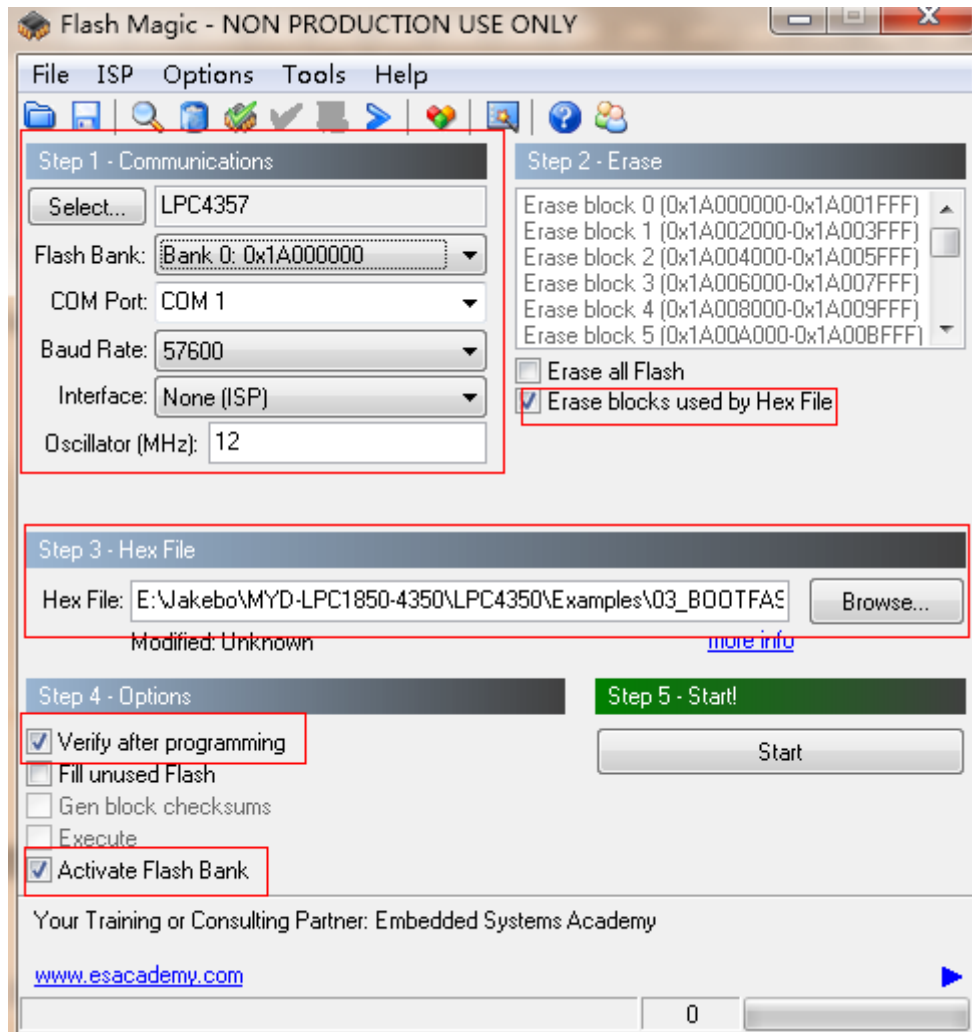 Flash Magic - NON PRODUCTION USE ONLY
File ISP Options Tools Help
Step 1 - Communications
Select... LPC4357
Flash Bank: Bank 0: 0x1A000000
COM Port: COM 1
Baud Rate: 57600
Interface: None (ISP)
Oscillator (MHz): 12
Step 2 - Erase
Erase block 0 (0x1A000000-0x1A001FFF)
Erase block 1 (0x1A002000-0x1A003FFF)
Erase block 2 (0x1A004000-0x1A005FFF)
Erase block 3 (0x1A006000-0x1A007FFF)
Erase block 4 (0x1A008000-0x1A009FFF)
Erase block 5 (0x1A00A000-0x1A00BFFF)
Erase all Flash
Erase blocks used by Hex File
Step 3 - Hex File
Hex File: E:\Jakebo\MYD-LPC1850-4350\LPC4350\Examples\03_BOOTFAS Browse...
Modified: Unknown more info
Step 4 - Options
Verify after programming
Fill unused Flash
Gen block checksums
Execute
Activate Flash Bank
Step 5 - Start!
Start
Your Training or Consulting Partner: Embedded Systems Academy
www.esacademy.com
0